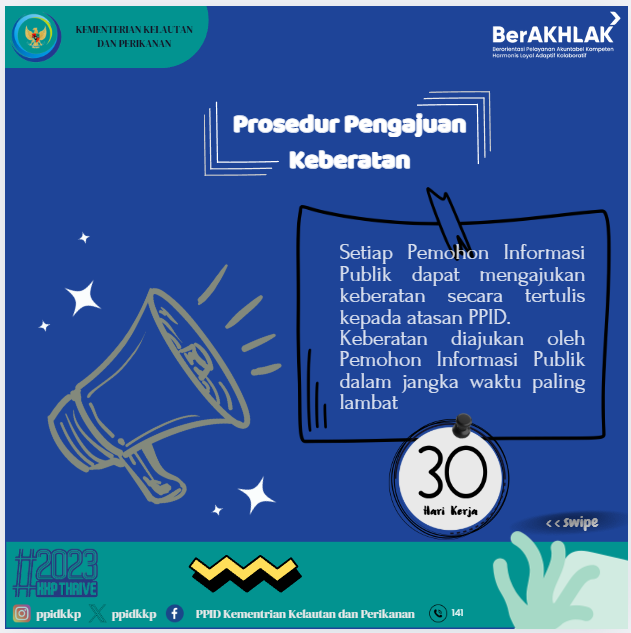 KEMENTERIAN KELAUTAN
DAN PERIKANAN
BerAKHLAK
Berorientasi Pelayanan Akuntabel Kompeten
Harmonis Loyal Adaptif Kolaboratif
Prosedur Pengajuan
Keberatan
Setiap Pemohon Informasi
Publik dapat mengajukan
keberatan secara tertulis
kepada atasan PPID.
Keberatan diajukan oleh
Pemohon Informasi Publik
dalam jangka waktu paling
lambat
30
Hari Kerja
<< swipe
#2023
KKP THRIVE
ppidkkp ppidkkp PPID Kementrian Kelautan dan Perikanan 141